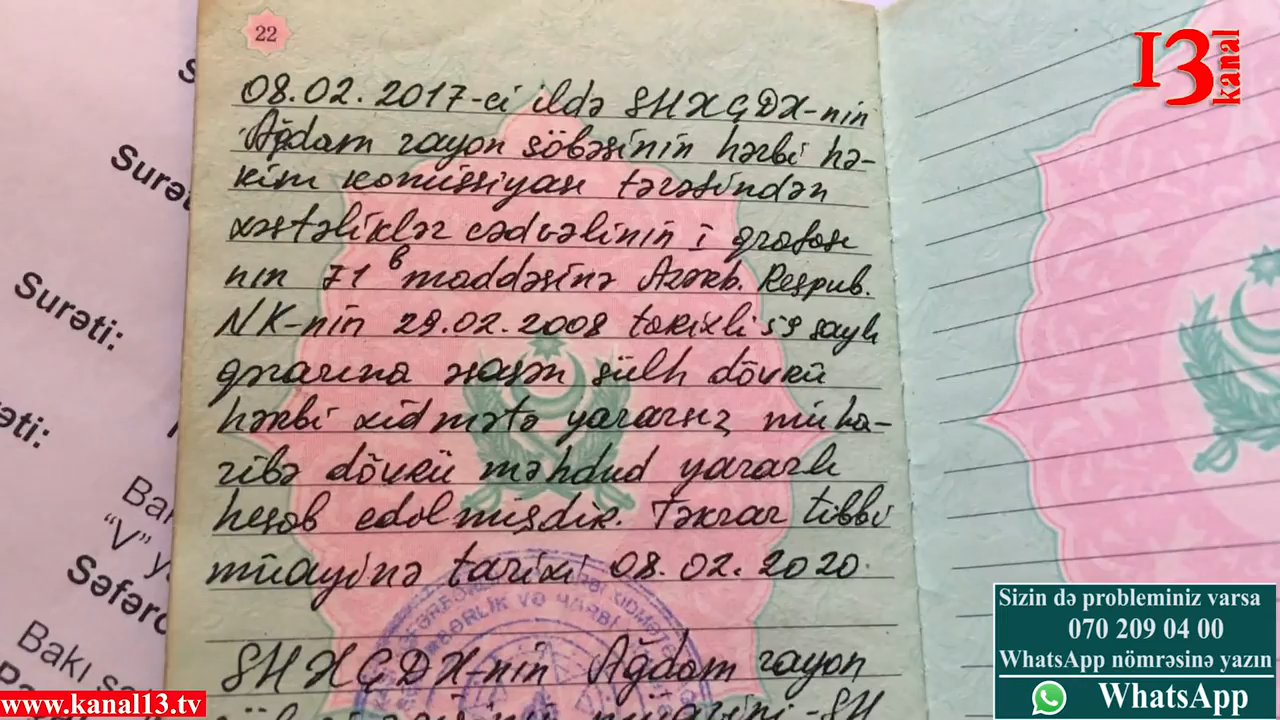 22
08.02.2017-ci ildə SHXÇDX-nin
Ağdam rayon şöbəsinin hərbi hə-
kim komissiyası tərəfindən
xəstəliklər cədvəlinin I qrafası
nın 71 b maddəsinə Azərb. Respub.
NK-nin 29.02.2008 tarixli 59 saylı
qərarına əsasən sülh dövrü
hərbi xidmətə yararsız, müha-
ribə dövrü məhdud yararlı
hesab edilmişdir. Təkrar tibbi
müayinə tarixi 08.02.2020.
SHXÇDX-nin Ağdam rayon
Surəti:
əti:
Bakı
13 kanal
www.kanal13.tv
Sizin də probleminiz varsa
070 209 04 00
WhatsApp nömrəsinə yazın
WhatsApp